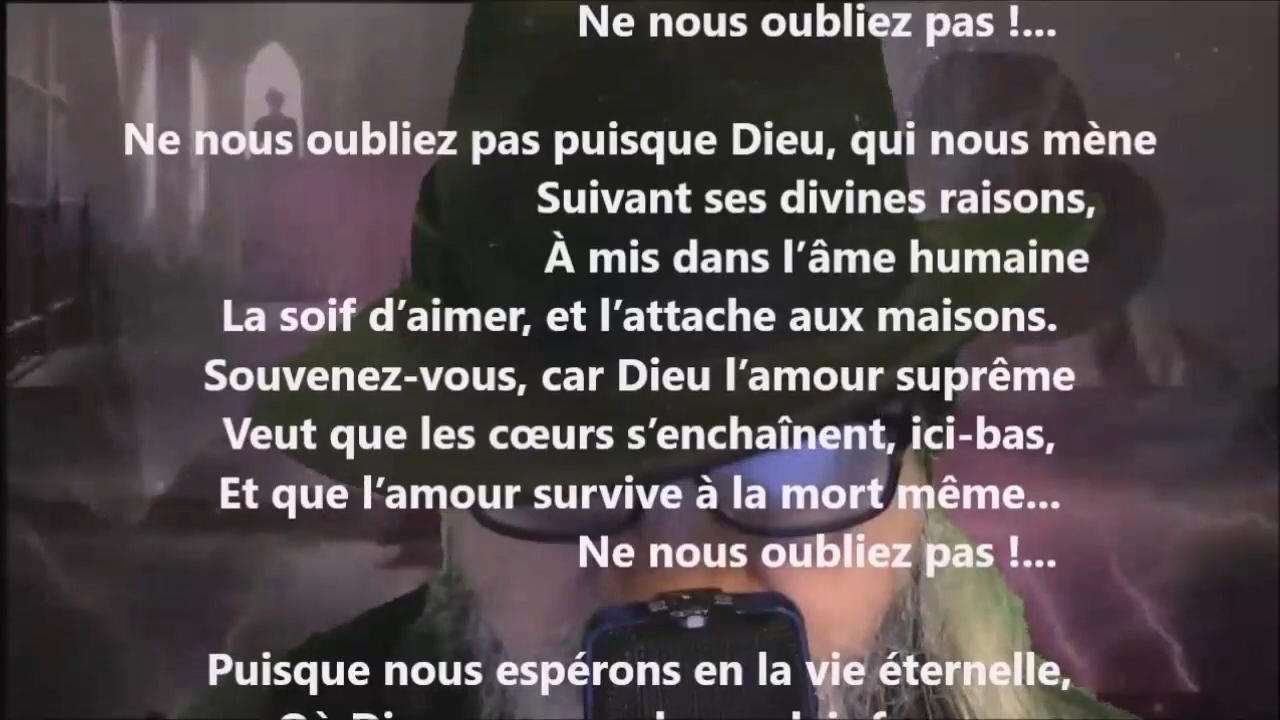 Ne nous oubliez pas !...
Ne nous oubliez pas puisque Dieu, qui nous mène
Suivant ses divines raisons,
À mis dans l’âme humaine
La soif d’aimer, et l’attache aux maisons.
Souvenez-vous, car Dieu l’amour suprême
Veut que les cœurs s’enchaînent, ici-bas,
Et que l’amour survive à la mort même...
Ne nous oubliez pas !...
Puisque nous espérons en la vie éternelle,